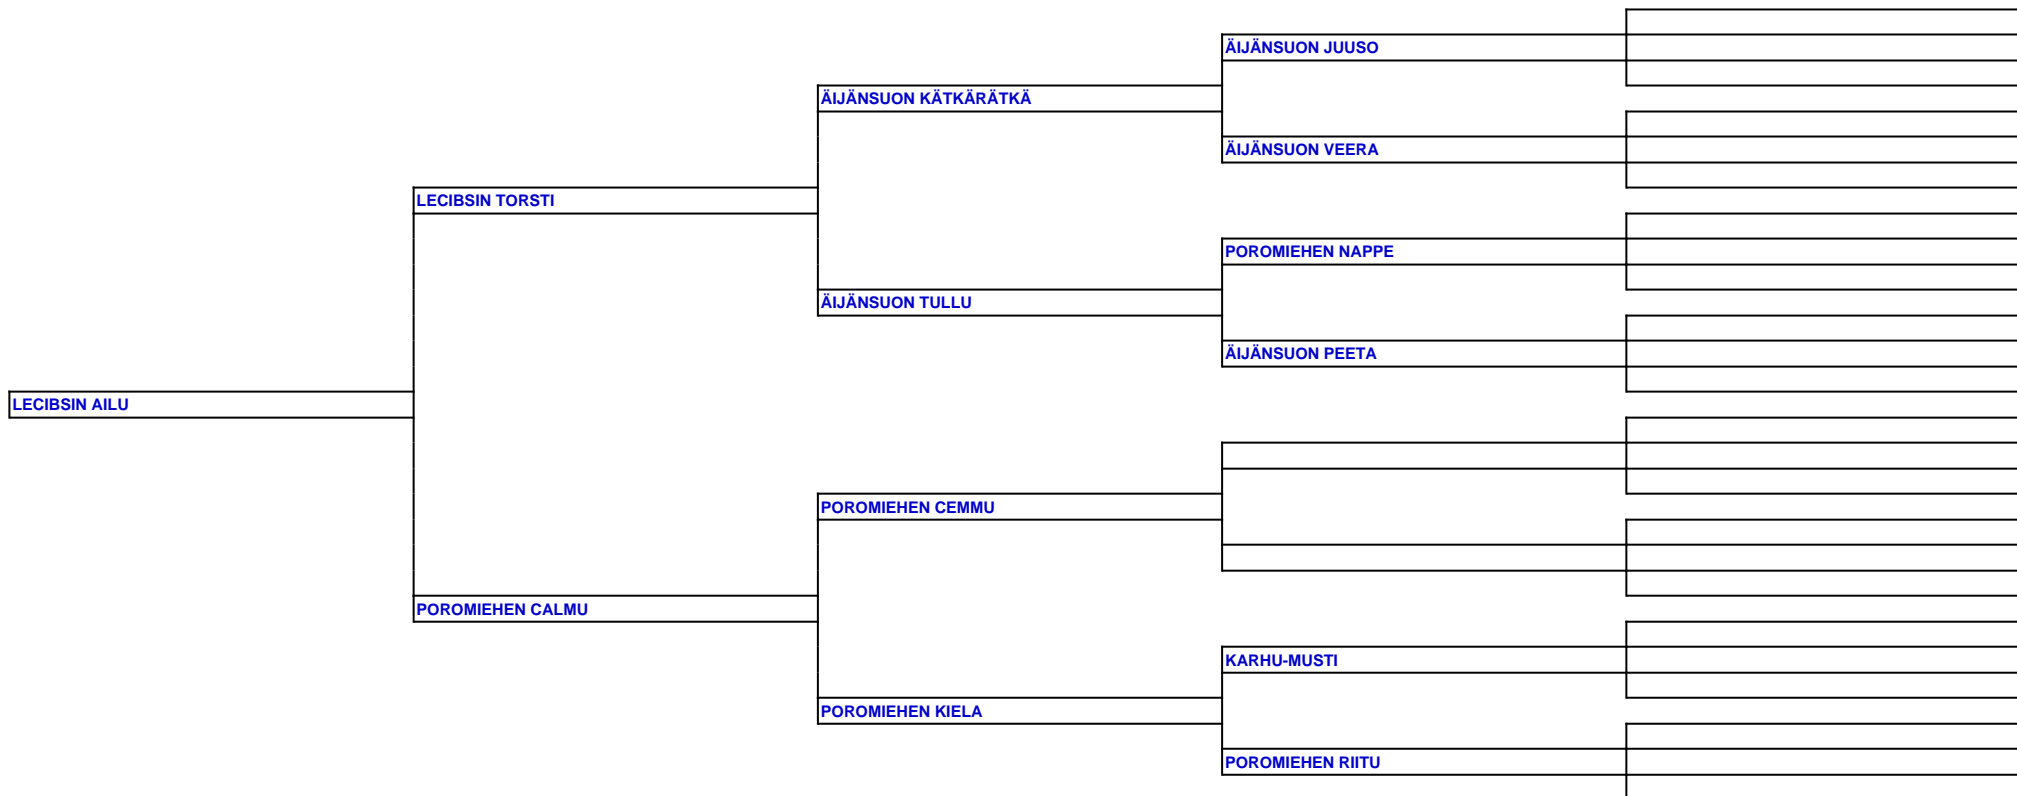 ÄIJÄNSUON JUUSO
ÄIJÄNSUON KÄTKÄRÄTKÄ
ÄIJÄNSUON VEERA
LECIBSIN TORSTI
POROMIEHEN NAPPE
ÄIJÄNSUON TULLU
ÄIJÄNSUON PEETA
LECIBSIN AILU
POROMIEHEN CEMMU
POROMIEHEN CALMU
KARHU-MUSTI
POROMIEHEN KIELA
POROMIEHEN RIITU